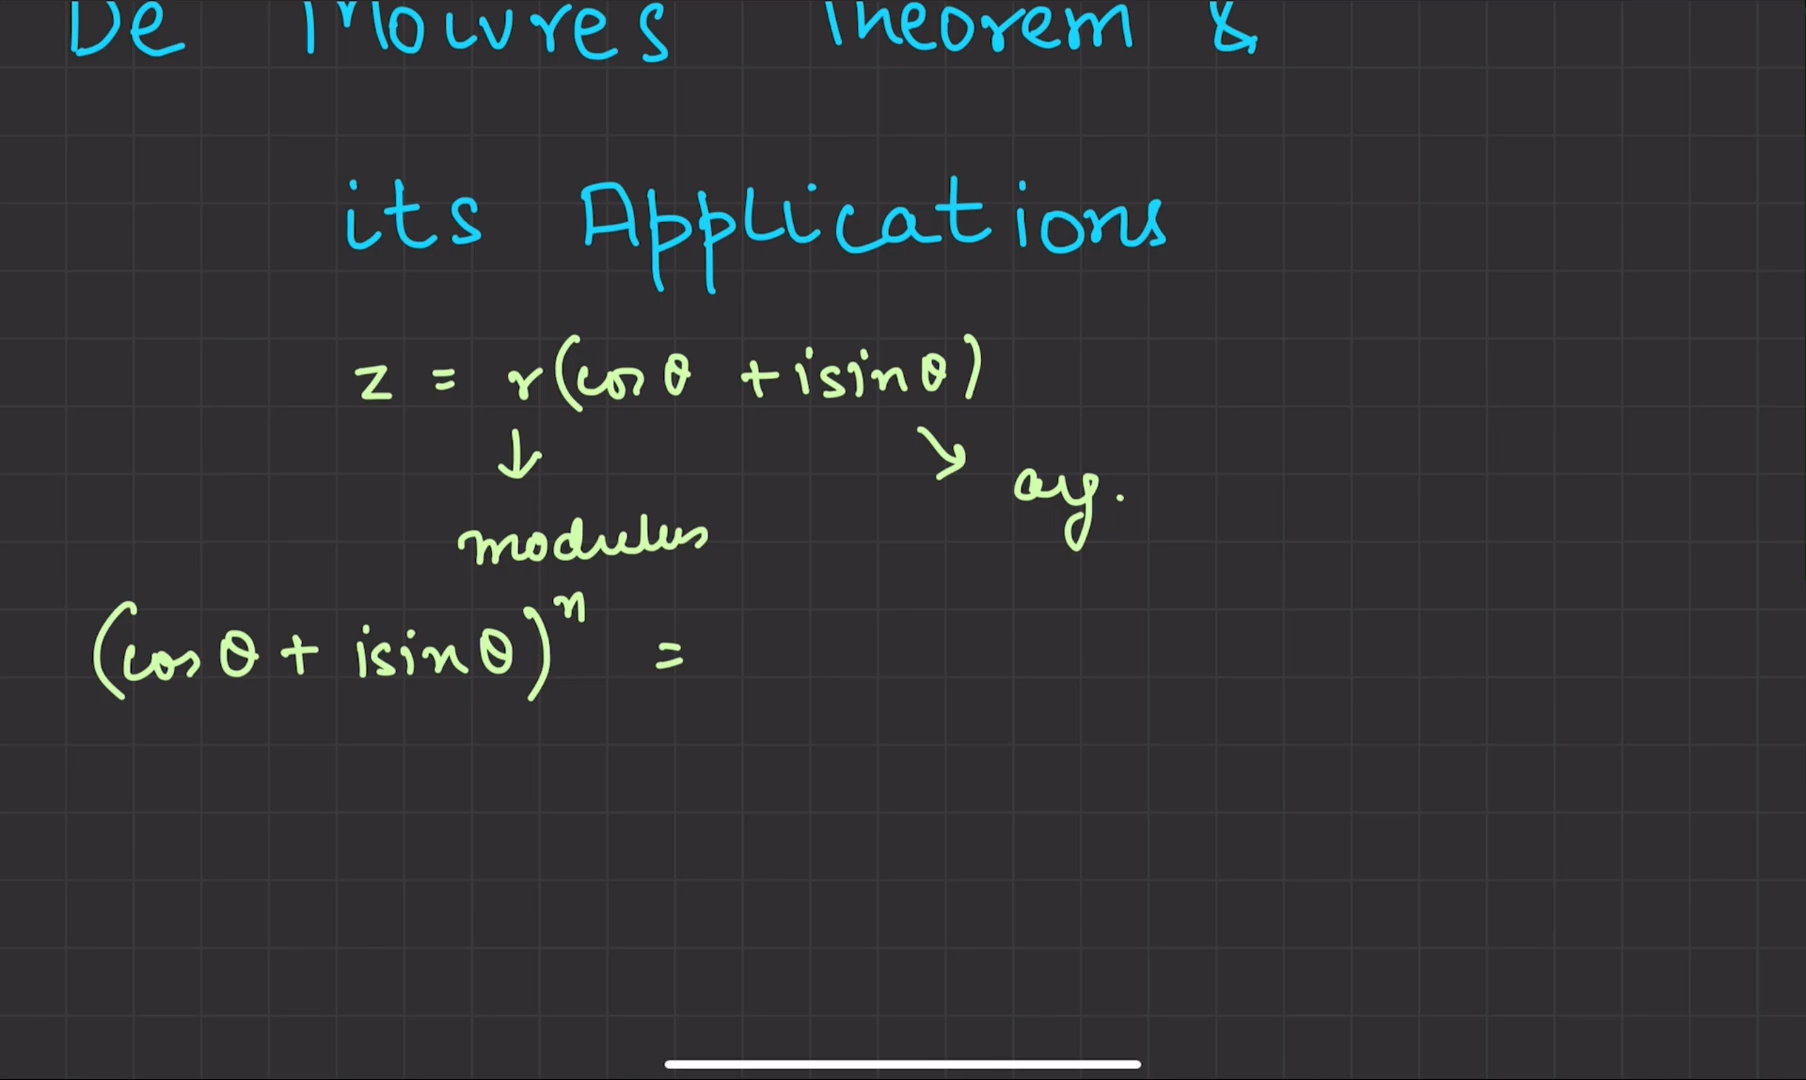 De Moivres Theorem &
its Applications
z = r(cos θ + isin θ)
↓ ↘
arg.
modulus
(cos θ + isin θ)ⁿ =